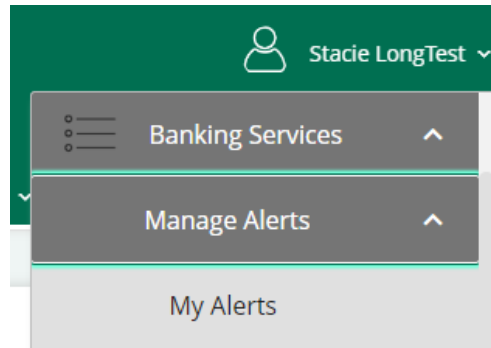 Stacie LongTest
Banking Services
Manage Alerts
My Alerts